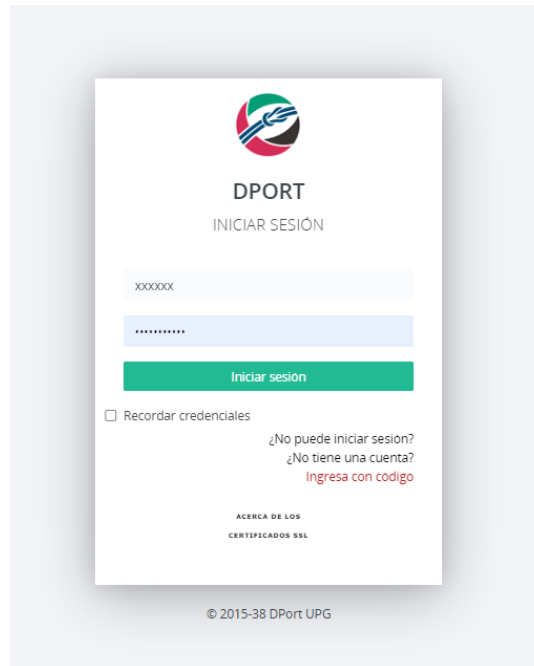 DPORT
INICIAR SESIÓN
xxxxxx
•••••••••••
Iniciar sesión
Recordar credenciales
¿No puede iniciar sesión?
¿No tiene una cuenta?
Ingresa con código
ACERCA DE LOS
CERTIFICADOS SSL
© 2015-38 DPort UPG